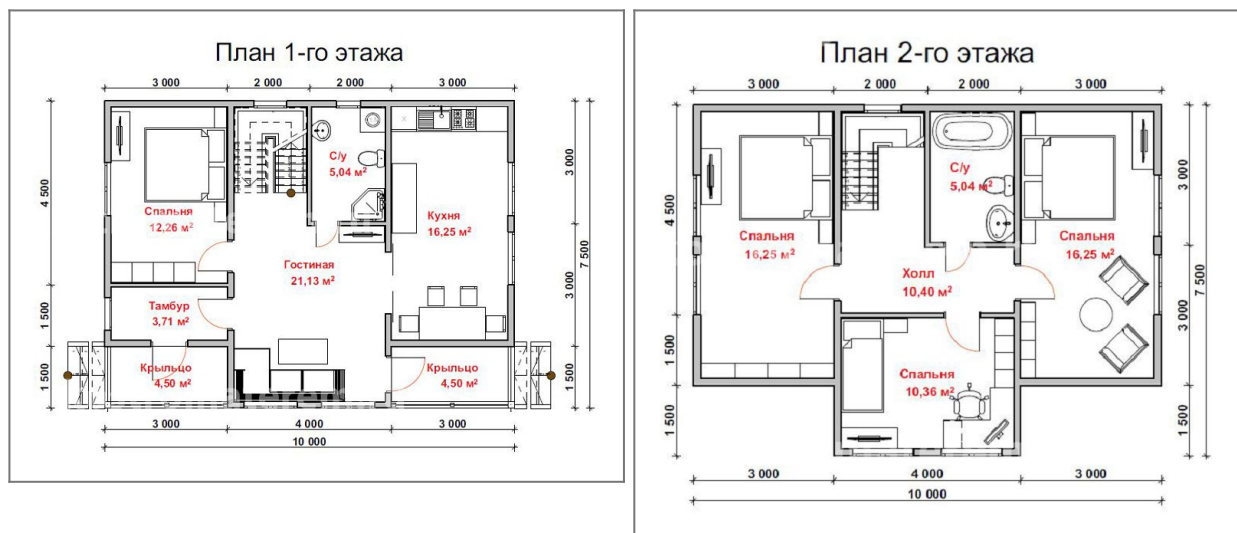 План 1-го этажа
3 000
2 000
2 000
3 000
4 500
1 500
1 500
3 000
3 000
1 500
7 500
Спальня
12,26 м²
С/у
5,04 м²
Кухня
16,25 м²
Гостиная
21,13 м²
Тамбур
3,71 м²
Крыльцо
4,50 м²
Крыльцо
4,50 м²
3 000
4 000
3 000
10 000
План 2-го этажа
3 000
2 000
2 000
3 000
4 500
1 500
1 500
3 000
3 000
1 500
7 500
С/у
5,04 м²
Спальня
16,25 м²
Спальня
16,25 м²
Холл
10,40 м²
Спальня
10,36 м²
3 000
4 000
3 000
10 000